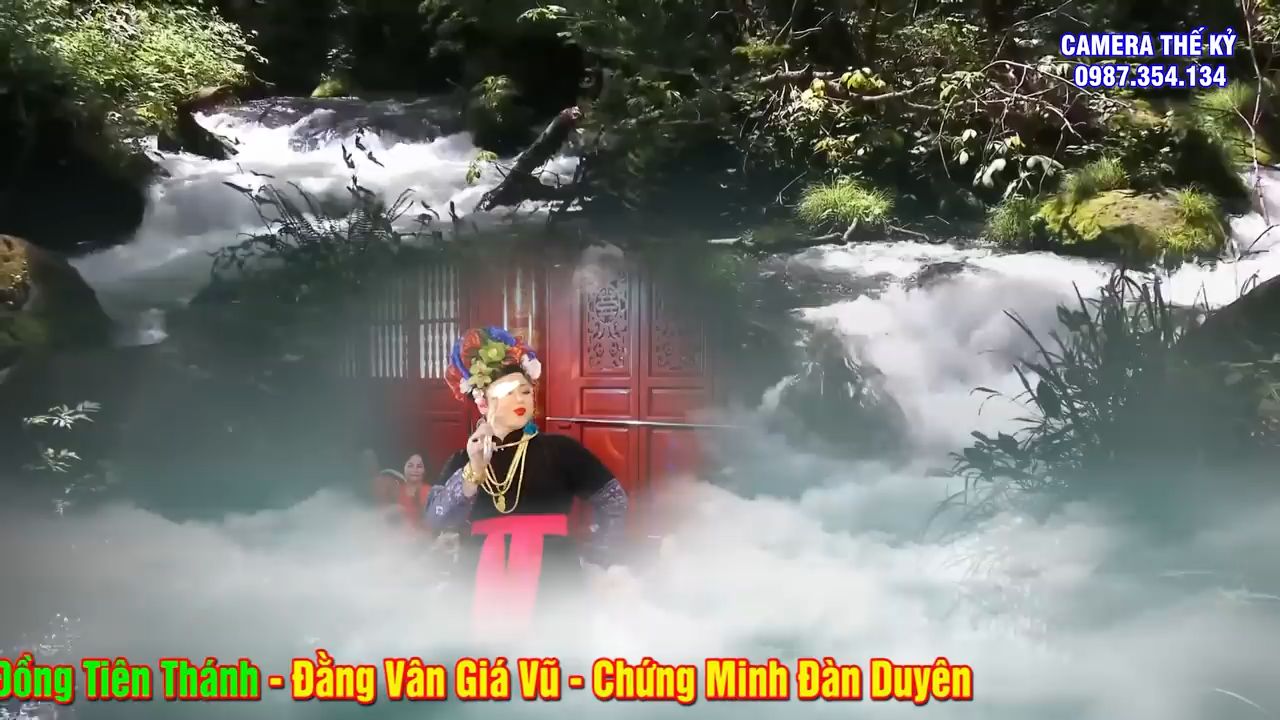 CAMERA THẾ KỶ
0987.354.134
Đồng Tiên Thánh - Đằng Vân Giá Vũ - Chứng Minh Đàn Duyên